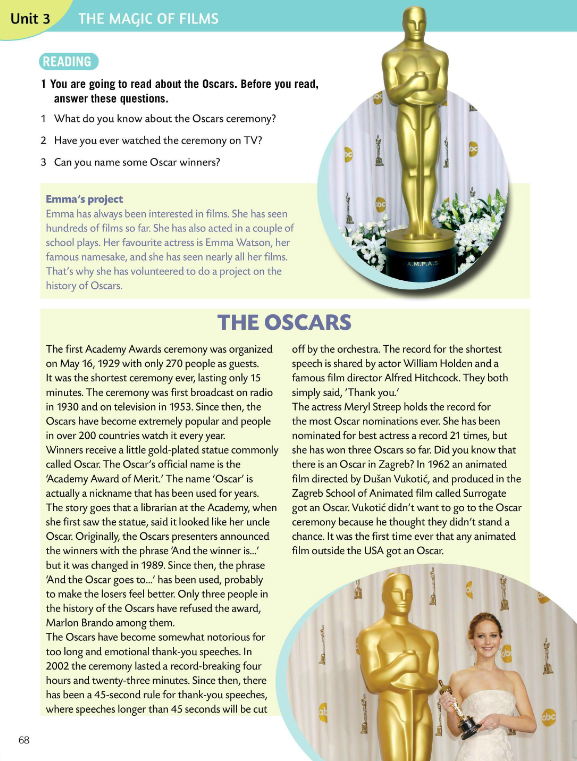 Unit 3
THE MAGIC OF FILMS
READING
1 You are going to read about the Oscars. Before you read,
answer these questions.
1 What do you know about the Oscars ceremony?
2 Have you ever watched the ceremony on TV?
3 Can you name some Oscar winners?
Emma's project
Emma has always been interested in films. She has seen
hundreds of films so far. She has also acted in a couple of
school plays. Her favourite actress is Emma Watson, her
famous namesake, and she has seen nearly all her films.
That's why she has volunteered to do a project on the
history of Oscars.
abc
abc
abc
abc
A.M.P.A.S.
THE OSCARS
The first Academy Awards ceremony was organized
on May 16, 1929 with only 270 people as guests.
It was the shortest ceremony ever, lasting only 15
minutes. The ceremony was first broadcast on radio
in 1930 and on television in 1953. Since then, the
Oscars have become extremely popular and people
in over 200 countries watch it every year.
Winners receive a little gold-plated statue commonly
called Oscar. The Oscar's official name is the
'Academy Award of Merit.' The name 'Oscar' is
actually a nickname that has been used for years.
The story goes that a librarian at the Academy, when
she first saw the statue, said it looked like her uncle
Oscar. Originally, the Oscars presenters announced
the winners with the phrase 'And the winner is...'
but it was changed in 1989. Since then, the phrase
'And the Oscar goes to...' has been used, probably
to make the losers feel better. Only three people in
the history of the Oscars have refused the award,
Marlon Brando among them.
The Oscars have become somewhat notorious for
too long and emotional thank-you speeches. In
2002 the ceremony lasted a record-breaking four
hours and twenty-three minutes. Since then, there
has been a 45-second rule for thank-you speeches,
where speeches longer than 45 seconds will be cut
off by the orchestra. The record for the shortest
speech is shared by actor William Holden and a
famous film director Alfred Hitchcock. They both
simply said, 'Thank you.'
The actress Meryl Streep holds the record for
the most Oscar nominations ever. She has been
nominated for best actress a record 21 times, but
she has won three Oscars so far. Did you know that
there is an Oscar in Zagreb? In 1962 an animated
film directed by Dušan Vukotić, and produced in the
Zagreb School of Animated film called Surrogate
got an Oscar. Vukotić didn't want to go to the Oscar
ceremony because he thought they didn't stand a
chance. It was the first time ever that any animated
film outside the USA got an Oscar.
abc
abc
abc
68